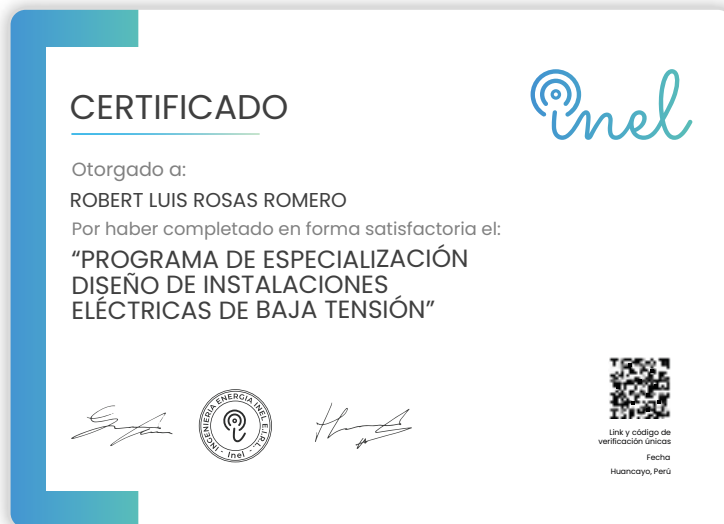 CERTIFICADO
inel
Otorgado a:
ROBERT LUIS ROSAS ROMERO
Por haber completado en forma satisfactoria el:
“PROGRAMA DE ESPECIALIZACIÓN
DISEÑO DE INSTALACIONES
ELÉCTRICAS DE BAJA TENSIÓN”
INGENIERIA ENERGIA INEL E.I.R.L.
Inel
Link y código de
verificación únicas
Fecha
Huancayo, Perú